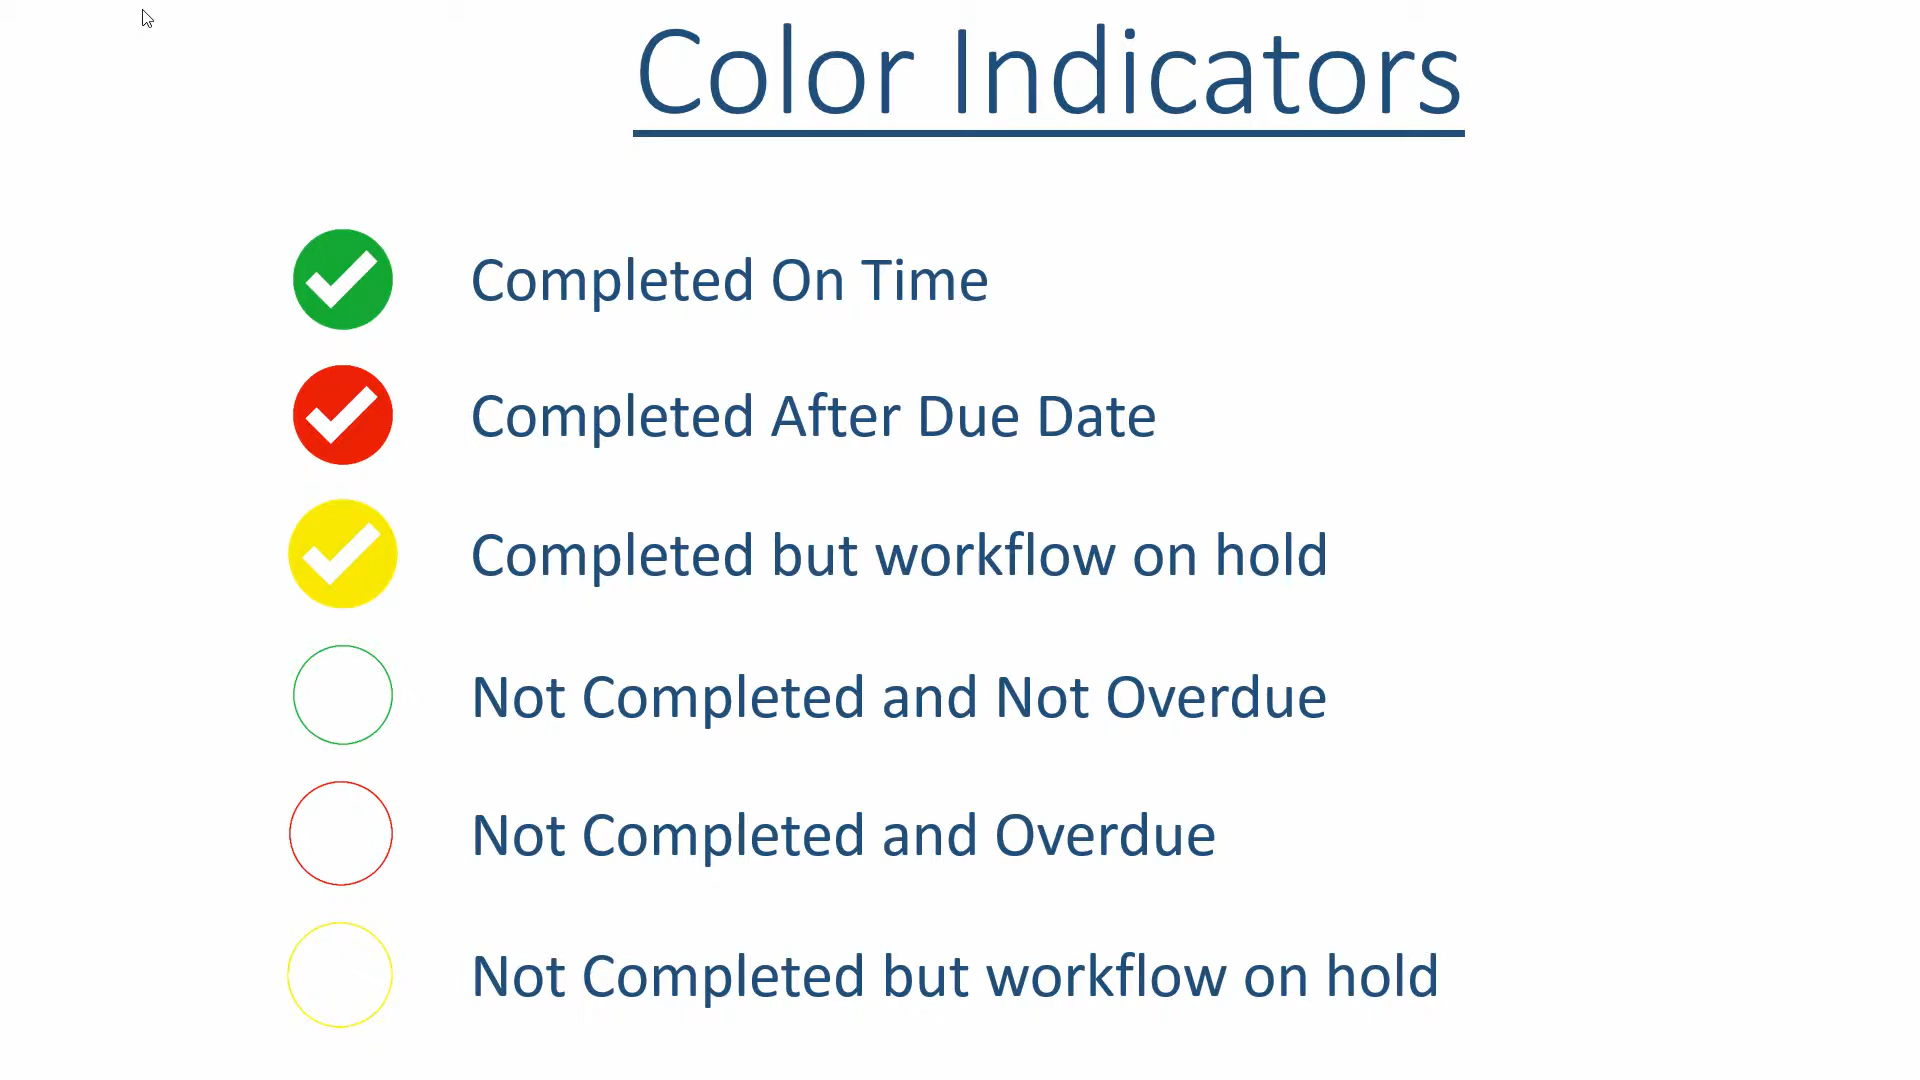 Color Indicators
Completed On Time
Completed After Due Date
Completed but workflow on hold
Not Completed and Not Overdue
Not Completed and Overdue
Not Completed but workflow on hold